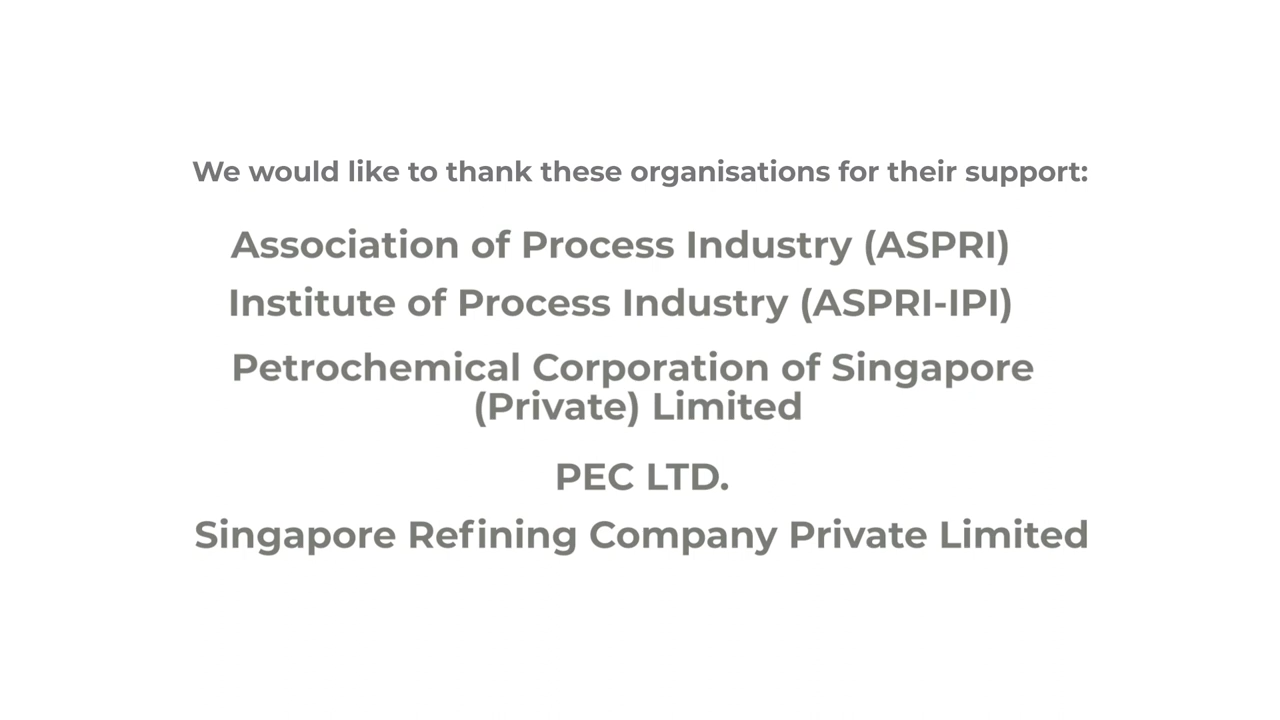 We would like to thank these organisations for their support:
Association of Process Industry (ASPRI)
Institute of Process Industry (ASPRI-IPI)
Petrochemical Corporation of Singapore
(Private) Limited
PEC LTD.
Singapore Refining Company Private Limited